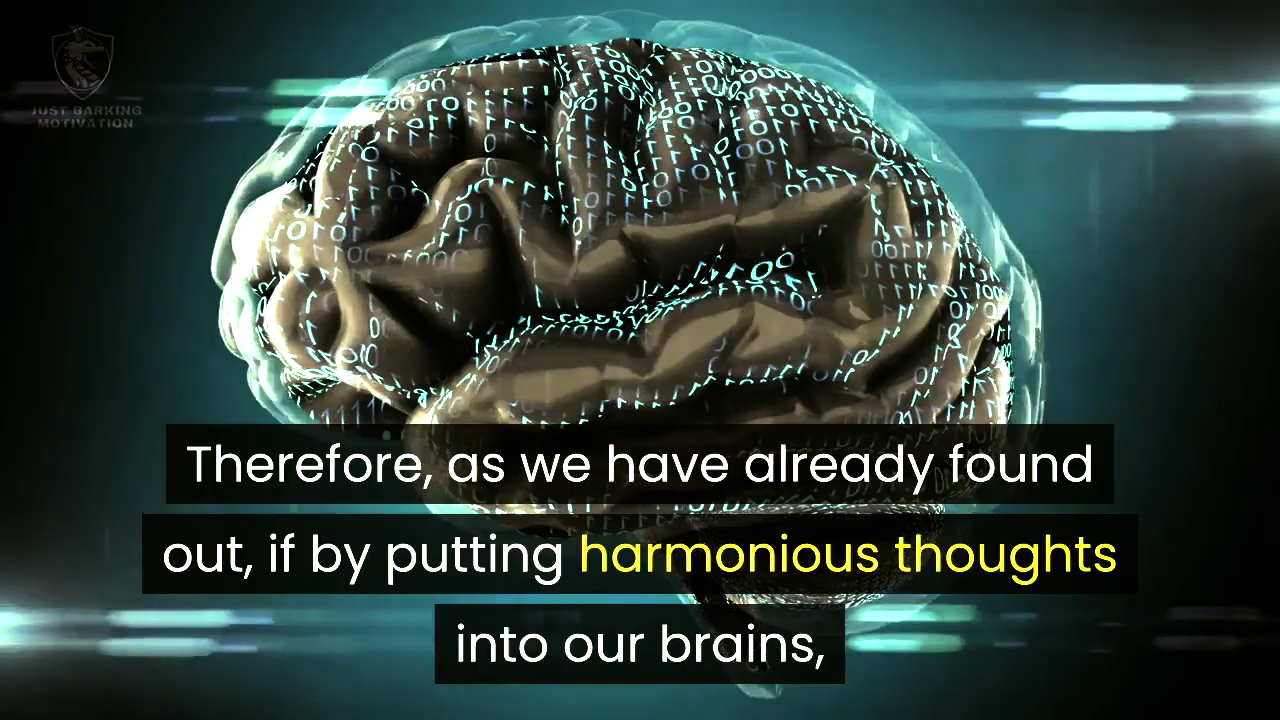 JUST BARKING
MOTIVATION
Therefore, as we have already found
out, if by putting harmonious thoughts
into our brains,